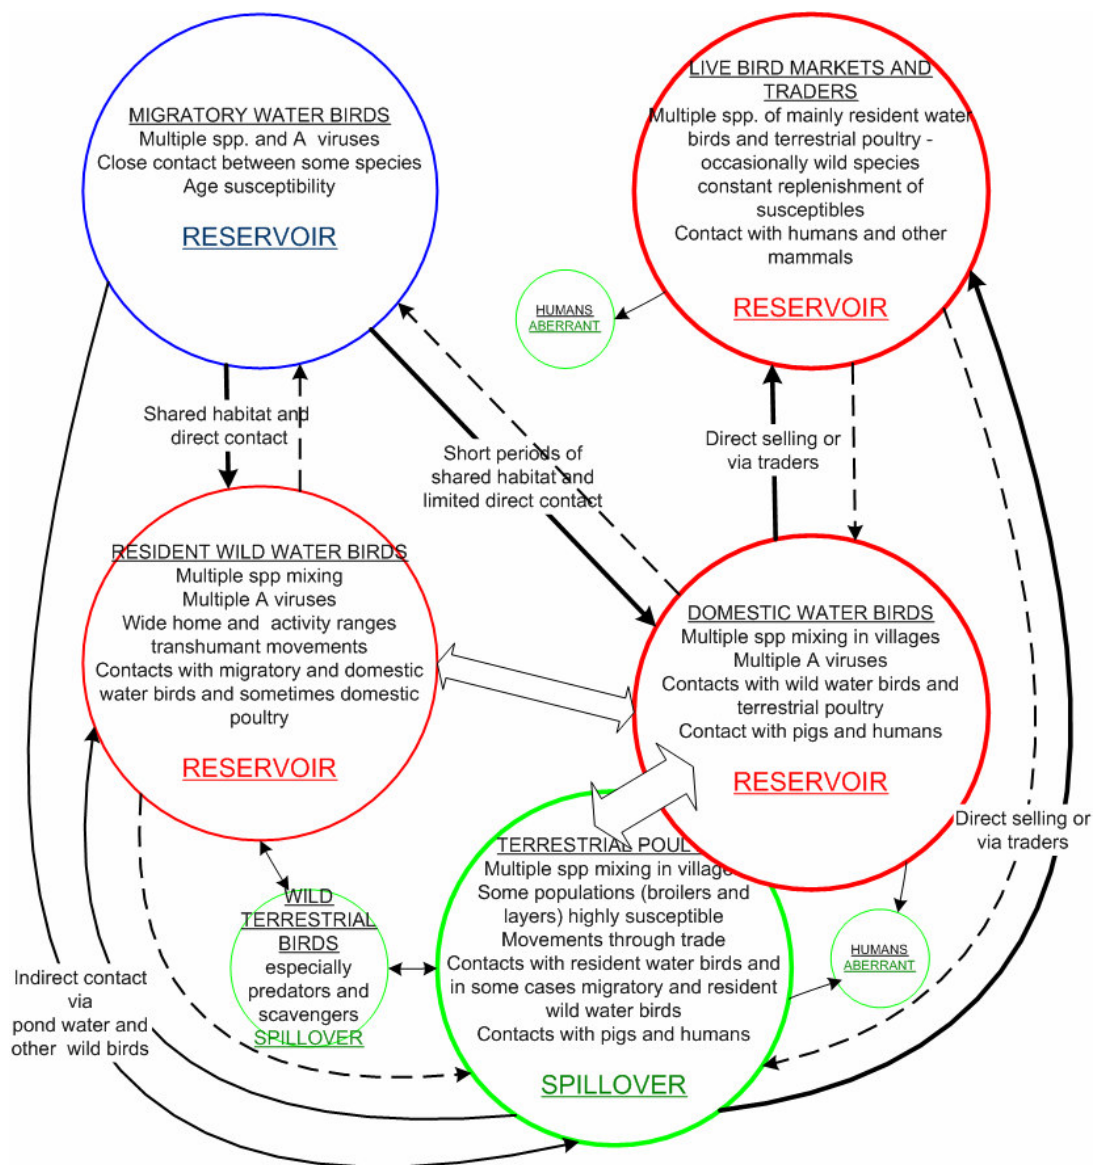 MIGRATORY WATER BIRDS
Multiple spp. and A viruses
Close contact between some species
Age susceptibility
RESERVOIR
LIVE BIRD MARKETS AND
TRADERS
Multiple spp. of mainly resident water
birds and terrestrial poultry -
occasionally wild species
constant replenishment of
susceptibles
Contact with humans and other
mammals
RESERVOIR
HUMANS
ABERRANT
Shared habitat and
direct contact
Short periods of
shared habitat and
limited direct contact
Direct selling or
via traders
RESIDENT WILD WATER BIRDS
Multiple spp mixing
Multiple A viruses
Wide home and activity ranges
transhumant movements
Contacts with migratory and domestic
water birds and sometimes domestic
poultry
RESERVOIR
DOMESTIC WATER BIRDS
Multiple spp mixing in villages
Multiple A viruses
Contacts with wild water birds and
terrestrial poultry
Contact with pigs and humans
RESERVOIR
Direct selling or
via traders
TERRESTRIAL POUL
Multiple spp mixing in village
Some populations (broilers and
layers) highly susceptible
Movements through trade
Contacts with resident water birds and
in some cases migratory and resident
wild water birds
Contacts with pigs and humans
SPILLOVER
WILD
TERRESTRIAL
BIRDS
especially
predators and
scavengers
SPILLOVER
HUMANS
ABERRANT
Indirect contact
via
pond water and
other wild birds